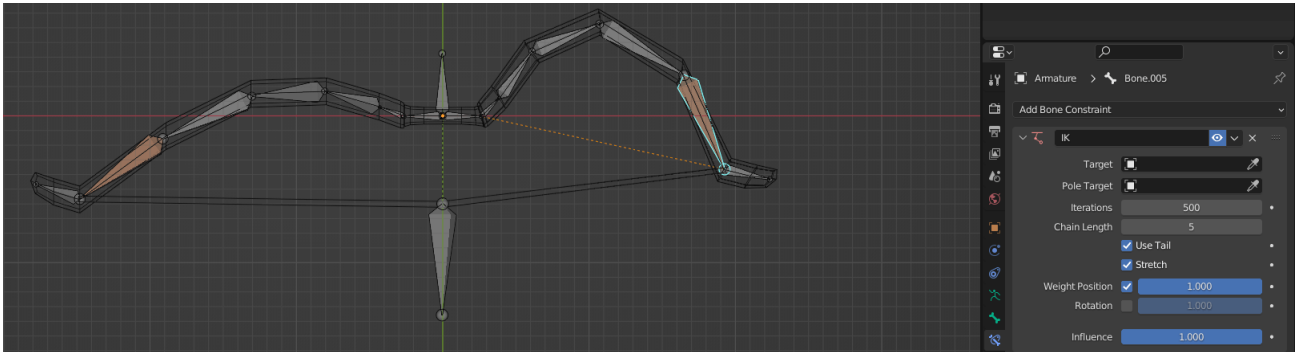 Armature > Bone.005
Add Bone Constraint
IK
Target
Pole Target
Iterations 500
Chain Length 5
Use Tail
Stretch
Weight Position 1.000
Rotation 1.000
Influence 1.000